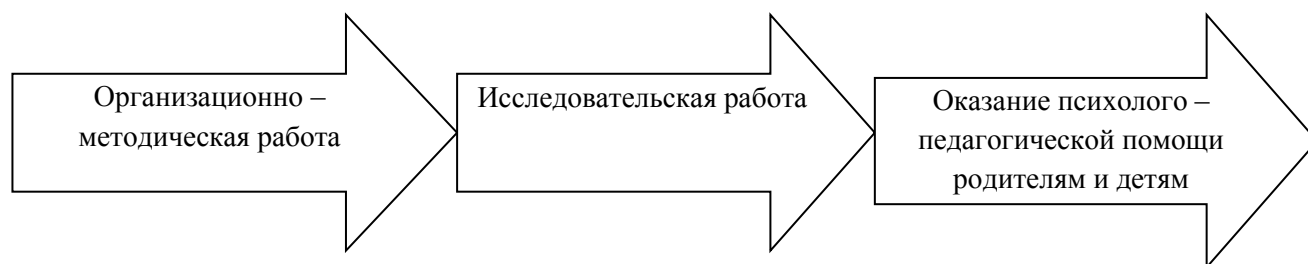 Организационно –
методическая работа
Исследовательская работа
Оказание психолого –
педагогической помощи
родителям и детям